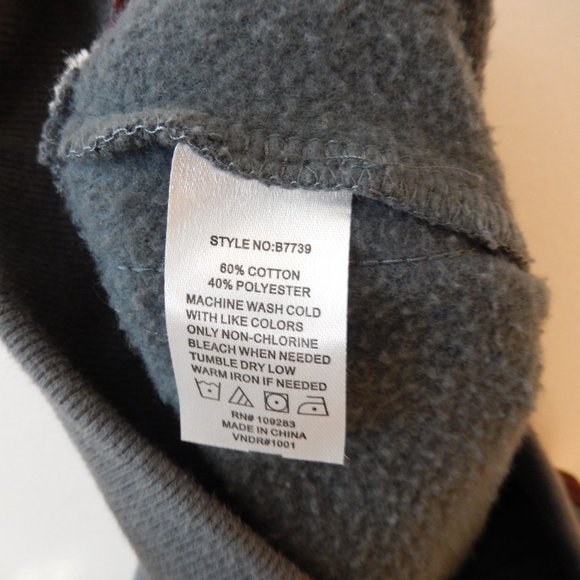 STYLE NO:B7739
60% COTTON
40% POLYESTER
MACHINE WASH COLD
WITH LIKE COLORS
ONLY NON-CHLORINE
BLEACH WHEN NEEDED
TUMBLE DRY LOW
WARM IRON IF NEEDED
RN# 109283
MADE IN CHINA
VNDR#1001